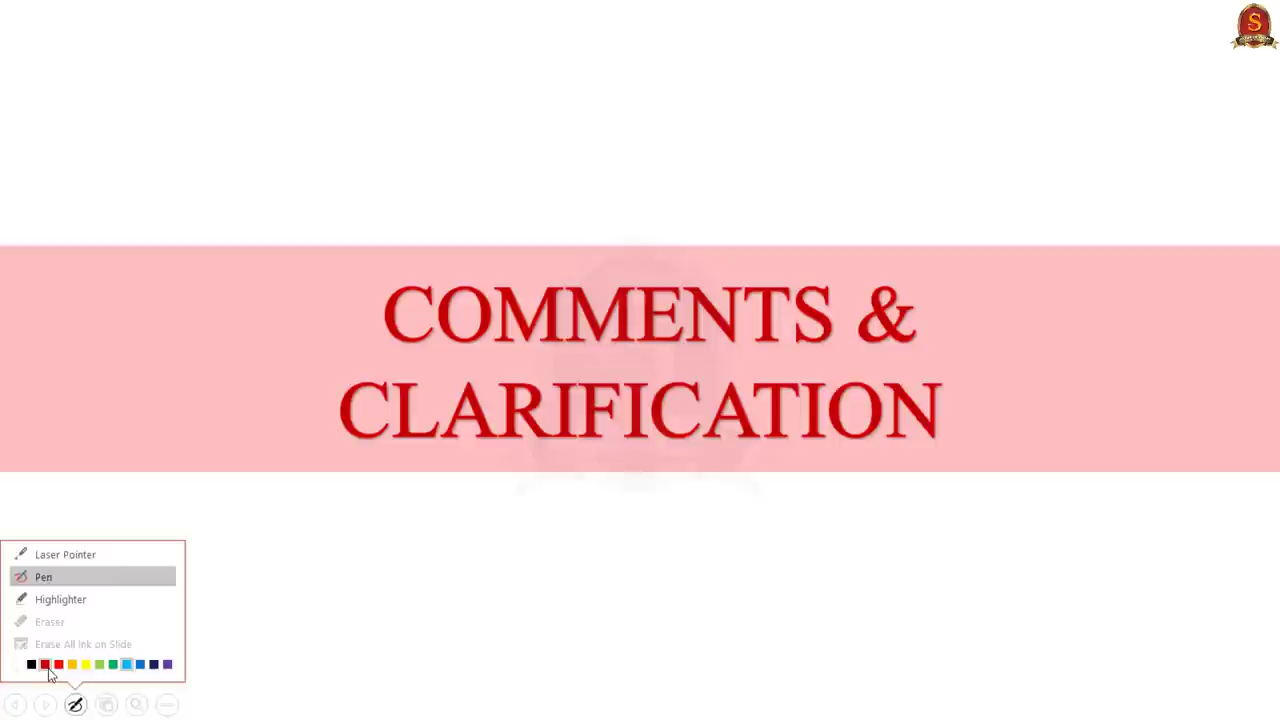 S
COMMENTS &
CLARIFICATION
Laser Pointer
Pen
Highlighter
Eraser
Erase All Ink on Slide